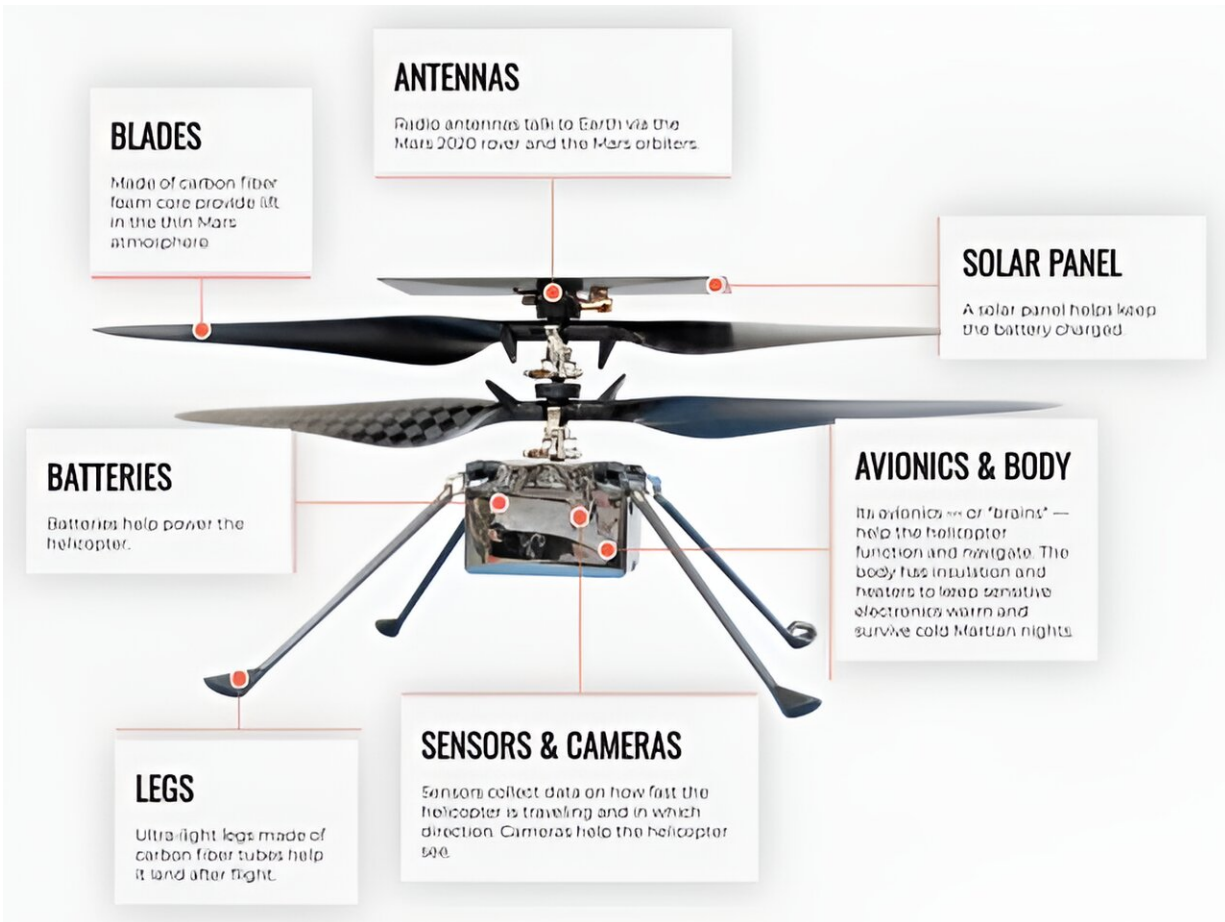 ANTENNAS
Radio antennas talk to Earth via the
Mars 2020 rover and the Mars orbiters.
BLADES
Made of carbon fiber
foam core provide lift
in the thin Mars
atmosphere
SOLAR PANEL
A solar panel helps keep
the battery charged.
BATTERIES
Batteries help power the
helicopter.
AVIONICS & BODY
Its avionics — or "brains" —
help the helicopter
function and navigate. The
body has insulation and
heaters to keep sensitive
electronics warm and
survive cold Martian nights.
SENSORS & CAMERAS
Sensors collect data on how fast the
helicopter is traveling and in which
direction. Cameras help the helicopter
see.
LEGS
Ultra-light legs made of
carbon fiber tubes help
it land after flight.